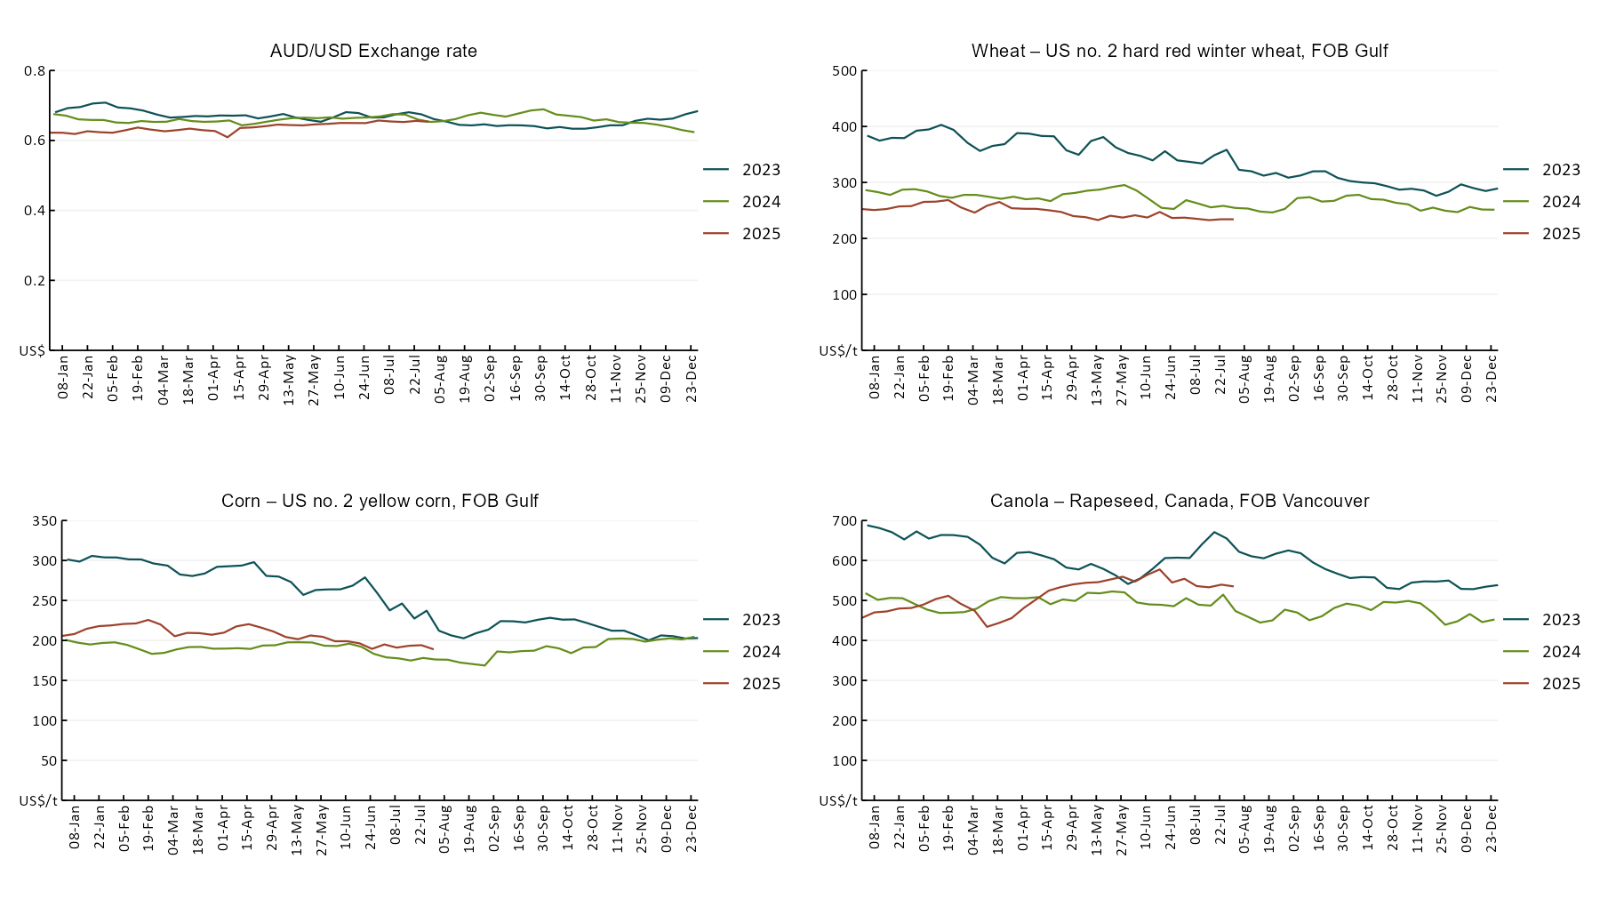 AUD/USD Exchange rate
0.8
0.6
0.4
0.2
US$
08-Jan
22-Jan
05-Feb
19-Feb
04-Mar
18-Mar
01-Apr
15-Apr
29-Apr
13-May
27-May
10-Jun
24-Jun
08-Jul
22-Jul
05-Aug
19-Aug
02-Sep
16-Sep
30-Sep
14-Oct
28-Oct
11-Nov
25-Nov
09-Dec
23-Dec
2023
2024
2025
Wheat – US no. 2 hard red winter wheat, FOB Gulf
500
400
300
200
100
US$/t
08-Jan
22-Jan
05-Feb
19-Feb
04-Mar
18-Mar
01-Apr
15-Apr
29-Apr
13-May
27-May
10-Jun
24-Jun
08-Jul
22-Jul
05-Aug
19-Aug
02-Sep
16-Sep
30-Sep
14-Oct
28-Oct
11-Nov
25-Nov
09-Dec
23-Dec
2023
2024
2025
Corn – US no. 2 yellow corn, FOB Gulf
350
300
250
200
150
100
50
US$/t
08-Jan
22-Jan
05-Feb
19-Feb
04-Mar
18-Mar
01-Apr
15-Apr
29-Apr
13-May
27-May
10-Jun
24-Jun
08-Jul
22-Jul
05-Aug
19-Aug
02-Sep
16-Sep
30-Sep
14-Oct
28-Oct
11-Nov
25-Nov
09-Dec
23-Dec
2023
2024
2025
Canola – Rapeseed, Canada, FOB Vancouver
700
600
500
400
300
200
100
US$/t
08-Jan
22-Jan
05-Feb
19-Feb
04-Mar
18-Mar
01-Apr
15-Apr
29-Apr
13-May
27-May
10-Jun
24-Jun
08-Jul
22-Jul
05-Aug
19-Aug
02-Sep
16-Sep
30-Sep
14-Oct
28-Oct
11-Nov
25-Nov
09-Dec
23-Dec
2023
2024
2025